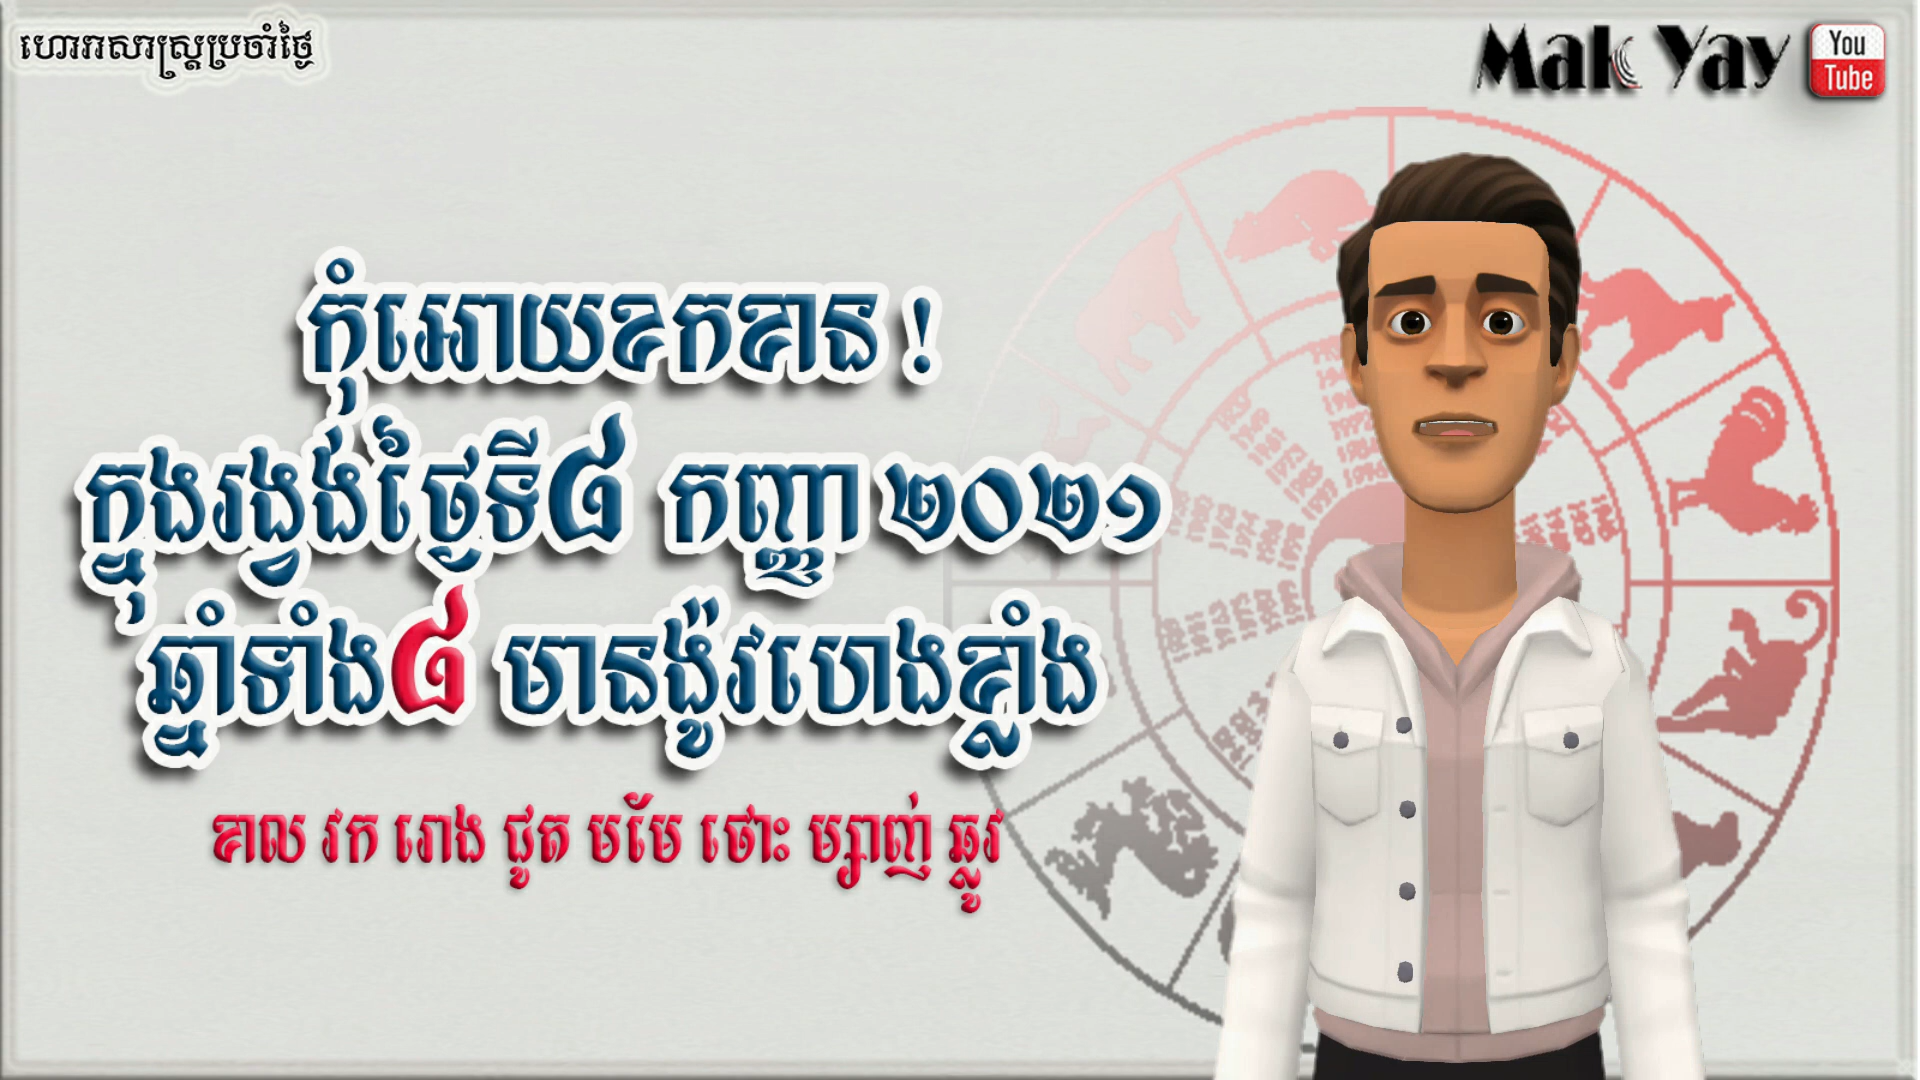 ហោរាសាស្ត្រប្រចាំថ្ងៃ
Mak Yay
You
Tube
កុំអោយខកខាន !
ក្នុងរង្វង់ថ្ងៃទី៨ កញ្ញា ២០២១
ឆ្នាំទាំង៨ មានង៉ូវហេងខ្លាំង
ខាល វក រោង ជូត មមែ ថោះ ម្សាញ់ ឆ្លូវ